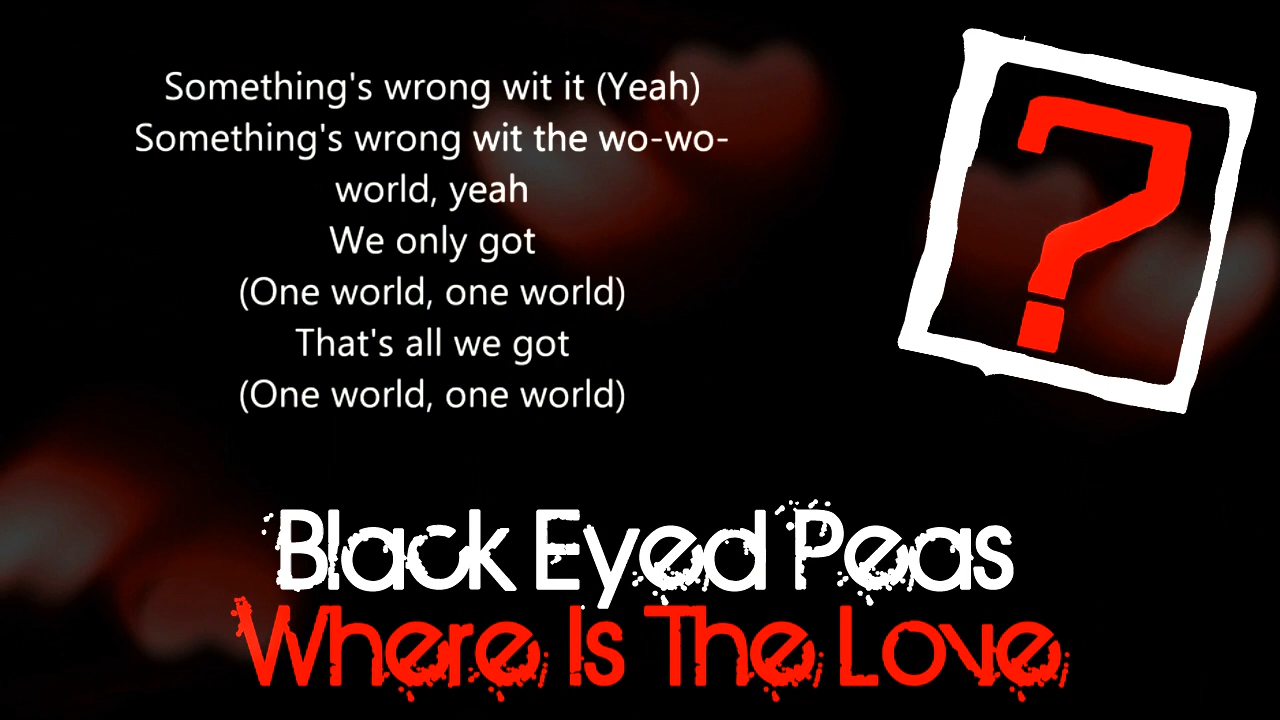 Something's wrong wit it (Yeah)
Something's wrong wit the wo-wo-
world, yeah
We only got
(One world, one world)
That's all we got
(One world, one world)
?
Black Eyed Peas
Where Is The Love